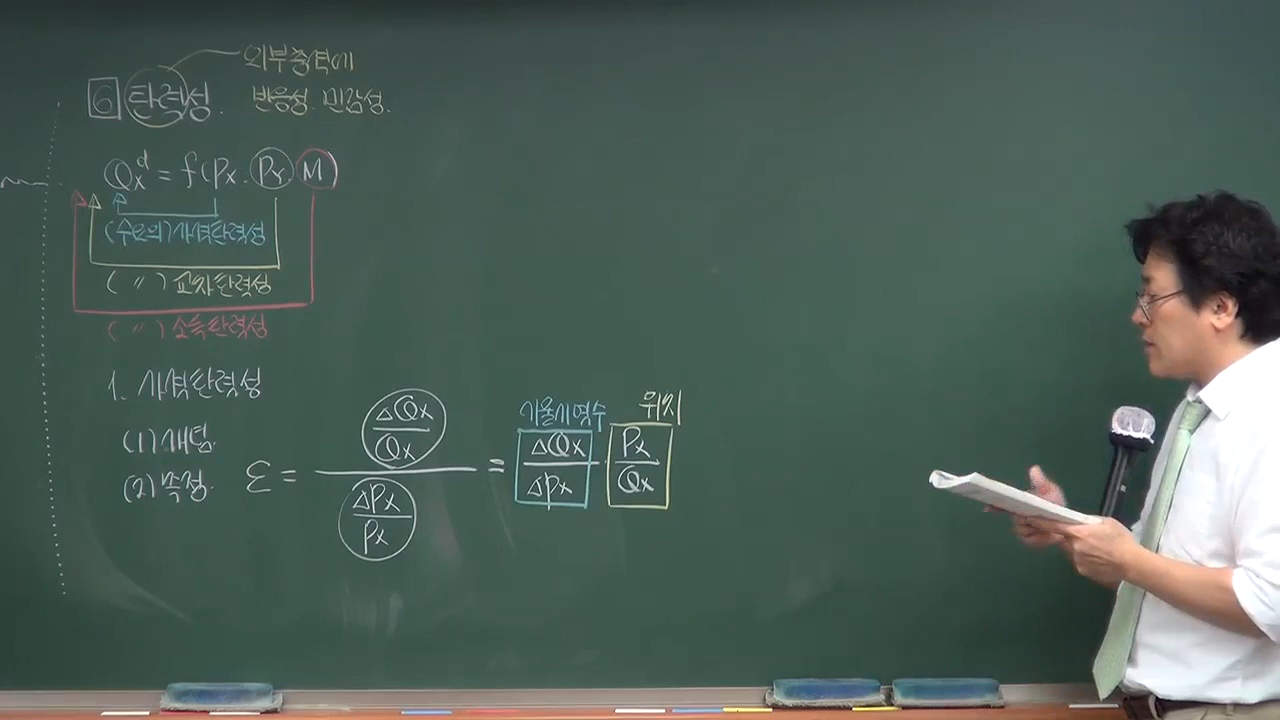 외부충격에
6 탄력성. 반응성. 민감성.
Qxᵈ = f(Px. Pr. M)
(수요의)가격탄력성
( 〃 ) 교차탄력성
( 〃 ) 소득탄력성
1. 가격탄력성
(1) 개념.
(2) 측정.
ε = (ΔQx/Qx)/(ΔPx/Px) = ΔQx/ΔPx · Px/Qx
기울기역수 위치